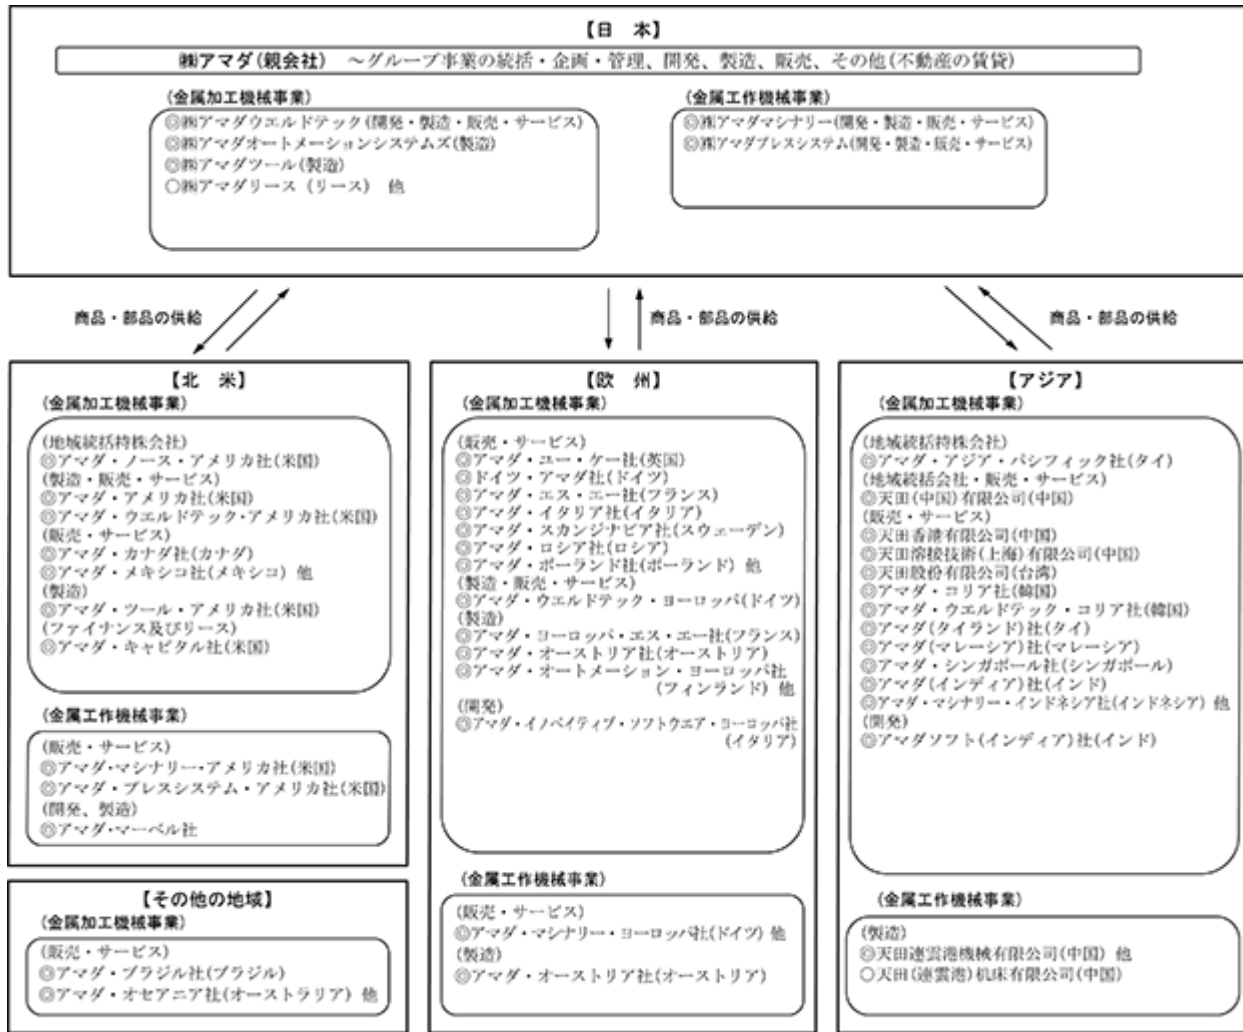 【日　本】
㈱アマダ(親会社)　～グループ事業の統括・企画・管理、開発、製造、販売、その他(不動産の賃貸)
(金属加工機械事業)
◎㈱アマダウエルドテック(開発・製造・販売・サービス)
◎㈱アマダオートメーションシステムズ(製造)
◎㈱アマダツール(製造)
○㈱アマダリース（リース）　他
(金属工作機械事業)
◎㈱アマダマシナリー(開発・製造・販売・サービス)
◎㈱アマダプレスシステム(開発・製造・販売・サービス)
商品・部品の供給
商品・部品の供給
商品・部品の供給
【北　米】
(金属加工機械事業)
(地域統括持株会社)
◎アマダ・ノース・アメリカ社(米国)
(製造・販売・サービス)
◎アマダ・アメリカ社(米国)
◎アマダ・ウエルドテック・アメリカ社(米国)
(販売・サービス)
◎アマダ・カナダ社(カナダ)
◎アマダ・メキシコ社(メキシコ) 他
(製造)
◎アマダ・ツール・アメリカ社(米国)
(ファイナンス及びリース)
◎アマダ・キャピタル社(米国)
(金属工作機械事業)
(販売・サービス)
◎アマダ・マシナリー・アメリカ社(米国)
◎アマダ・プレスシステム・アメリカ社(米国)
(開発、製造)
◎アマダ・マーベル社
【その他の地域】
(金属加工機械事業)
(販売・サービス)
◎アマダ・ブラジル社(ブラジル)
◎アマダ・オセアニア社(オーストラリア) 他
【欧　州】
(金属加工機械事業)
(販売・サービス)
◎アマダ・ユー・ケー社(英国)
◎ドイツ・アマダ社(ドイツ)
◎アマダ・エス・エー社(フランス)
◎アマダ・イタリア社(イタリア)
◎アマダ・スカンジナビア社(スウェーデン)
◎アマダ・ロシア社(ロシア)
◎アマダ・ポーランド社(ポーランド) 他
(製造・販売・サービス)
◎アマダ・ウエルドテック・ヨーロッパ(ドイツ)
(製造)
◎アマダ・ヨーロッパ・エス・エー社(フランス)
◎アマダ・オーストリア社(オーストリア)
◎アマダ・オートメーション・ヨーロッパ社
(フィンランド) 他
(開発)
◎アマダ・イノベイティブ・ソフトウエア・ヨーロッパ社
(イタリア)
(金属工作機械事業)
(販売・サービス)
◎アマダ・マシナリー・ヨーロッパ社(ドイツ) 他
(製造)
◎アマダ・オーストリア社(オーストリア)
【アジア】
(金属加工機械事業)
(地域統括持株会社)
◎アマダ・アジア・パシフィック社(タイ)
(地域統括会社・販売・サービス)
◎天田(中国)有限公司(中国)
(販売・サービス)
◎天田香港有限公司(中国)
◎天田溶接技術(上海)有限公司(中国)
◎天田股份有限公司(台湾)
◎アマダ・コリア社(韓国)
◎アマダ・ウエルドテック・コリア社(韓国)
◎アマダ(タイランド)社(タイ)
◎アマダ(マレーシア)社(マレーシア)
◎アマダ・シンガポール社(シンガポール)
◎アマダ(インディア)社(インド)
◎アマダ・マシナリー・インドネシア社(インドネシア) 他
(開発)
◎アマダソフト(インディア)社(インド)
(金属工作機械事業)
(製造)
◎天田連雲港機械有限公司(中国) 他
○天田(連雲港)机床有限公司(中国)